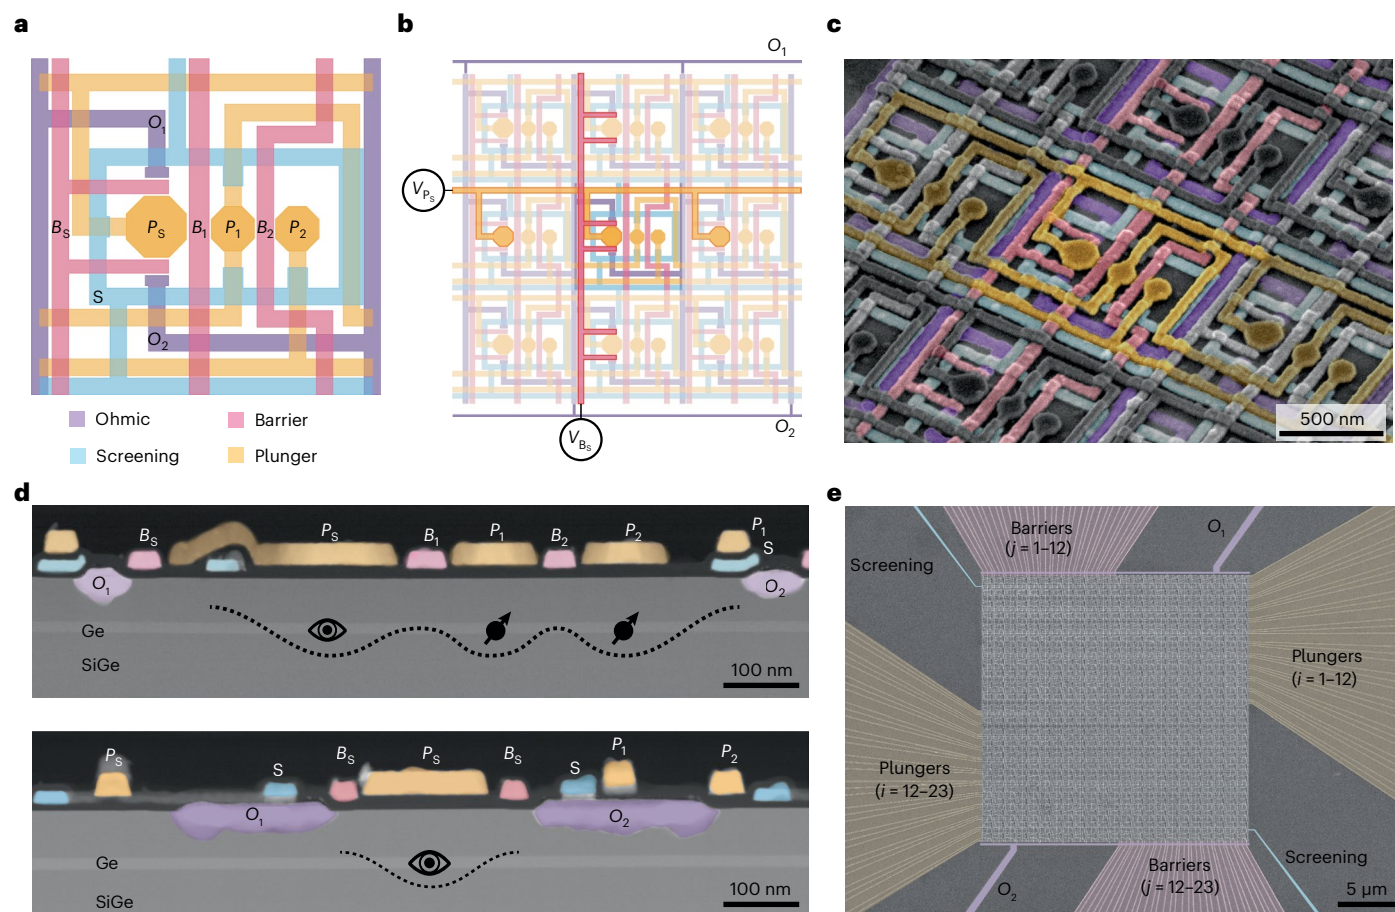 a
O1
BS
PS
B1
P1
B2
P2
S
O2
Ohmic
Barrier
Screening
Plunger
b
O1
VPS
VBS
O2
c
500 nm
d
BS
PS
B1
P1
B2
P2
P1
S
O1
O2
Ge
SiGe
100 nm
PS
S
BS
PS
BS
S
P1
P2
O1
O2
Ge
SiGe
100 nm
e
Barriers
(j = 1–12)
O1
Screening
Plungers
(i = 1–12)
Plungers
(i = 12–23)
Barriers
(j = 12–23)
Screening
O2
5 µm